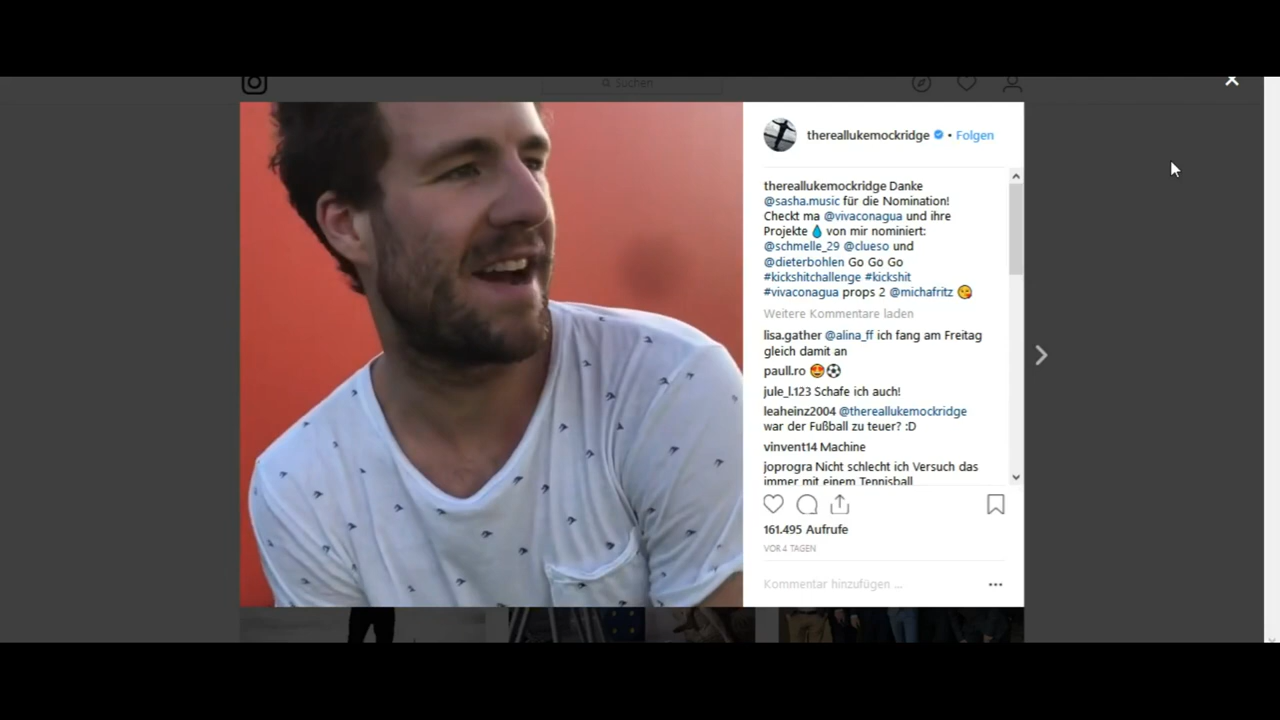 Suchen
thereallukemockridge • Folgen
thereallukemockridge Danke
@sasha.music für die Nomination!
Checkt ma @vivaconagua und ihre
Projekte 💧 von mir nominiert:
@schmelle_29 @clueso und
@dieterbohlen Go Go Go
#kickshitchallenge #kickshit
#vivaconagua props 2 @michafritz 😋
Weitere Kommentare laden
lisa.gather @alina_ff ich fang am Freitag
gleich damit an
paull.ro 😍⚽
jule_l.123 Schafe ich auch!
leaheinz2004 @thereallukemockridge
war der Fußball zu teuer? :D
vinvent14 Machine
joprogra Nicht schlecht ich Versuch das
immer mit einem Tennisball
161.495 Aufrufe
VOR 4 TAGEN
Kommentar hinzufügen ...